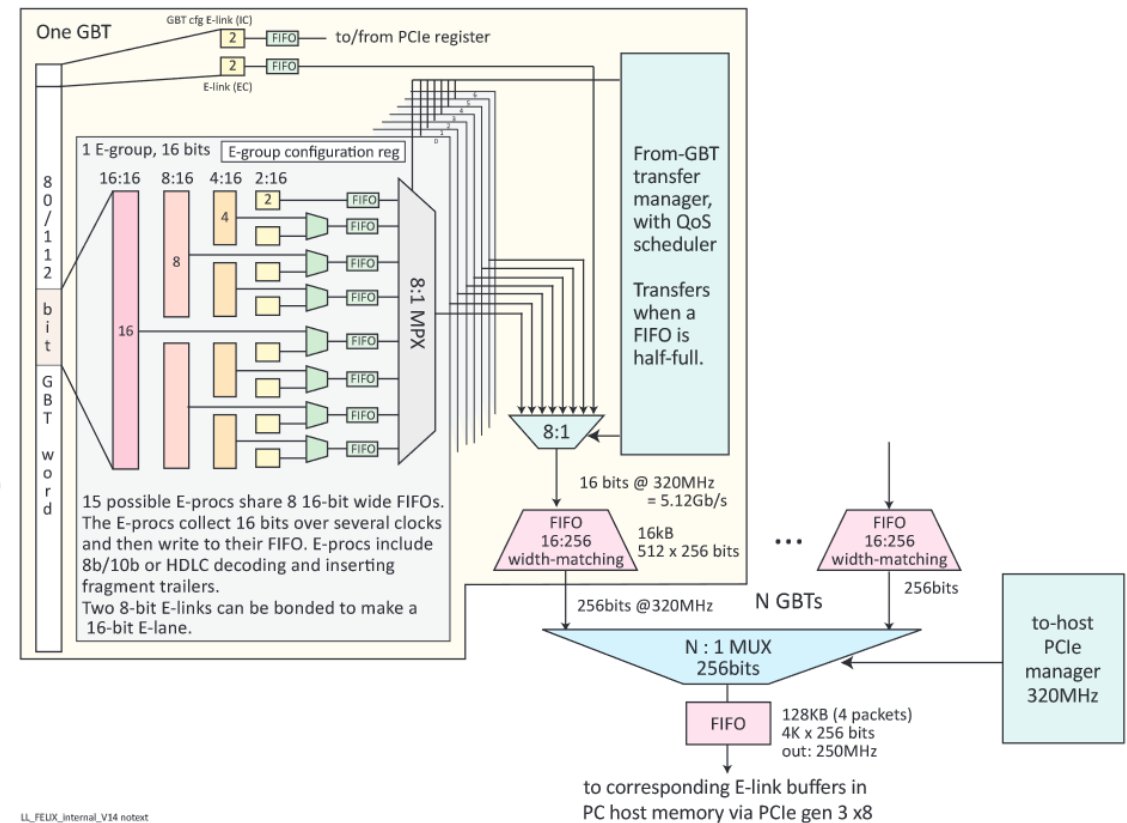 One GBT
GBT cfg E-link (IC)
2
FIFO
to/from PCIe register
2
FIFO
E-link (EC)
80/112 bit GBT word
1 E-group, 16 bits
E-group configuration reg
16:16
8:16
4:16
2:16
16
8
4
2
FIFO
FIFO
FIFO
FIFO
FIFO
FIFO
FIFO
FIFO
8:1 MPX
6
5
4
3
2
1
0
From-GBT
transfer
manager,
with QoS
scheduler
Transfers
when a
FIFO is
half-full.
15 possible E-procs share 8 16-bit wide FIFOs.
The E-procs collect 16 bits over several clocks
and then write to their FIFO. E-procs include
8b/10b or HDLC decoding and inserting
fragment trailers.
Two 8-bit E-links can be bonded to make a
16-bit E-lane.
8:1
16 bits @ 320MHz
= 5.12Gb/s
FIFO
16:256
width-matching
16kB
512 x 256 bits
...
FIFO
16:256
width-matching
256bits @320MHz
N GBTs
256bits
N : 1 MUX
256bits
to-host
PCIe
manager
320MHz
FIFO
128KB (4 packets)
4K x 256 bits
out: 250MHz
to corresponding E-link buffers in
PC host memory via PCIe gen 3 x8
LL_FELIX_internal_V14 notext